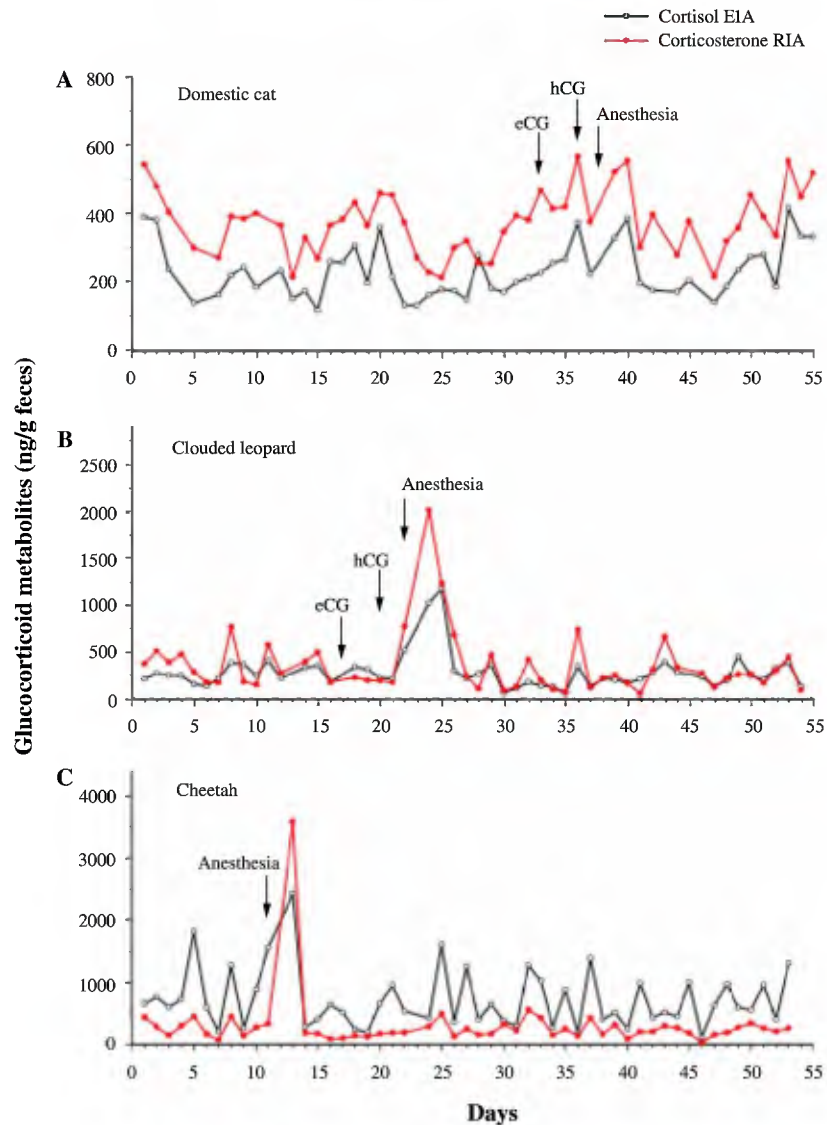 Cortisol E1A
Corticosterone RIA
A
Domestic cat
eCG
hCG
Anesthesia
800
600
400
200
0
0 5 10 15 20 25 30 35 40 45 50 55
B
Clouded leopard
eCG
hCG
Anesthesia
2500
2000
1500
1000
500
0
0 5 10 15 20 25 30 35 40 45 50 55
C
Cheetah
Anesthesia
4000
3000
2000
1000
0
0 5 10 15 20 25 30 35 40 45 50 55
Glucocorticoid metabolites (ng/g feces)
Days